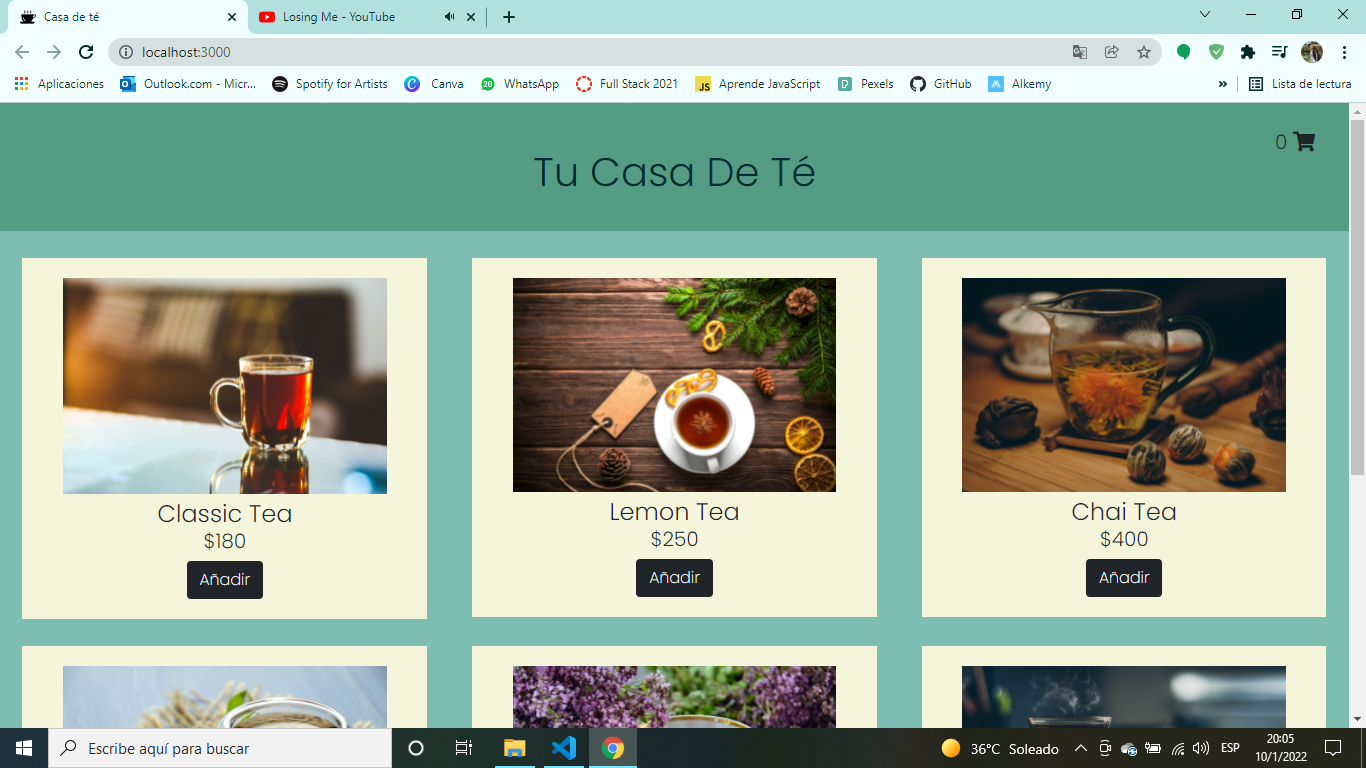 Casa de té
Losing Me - YouTube
localhost:3000
Aplicaciones
Outlook.com - Micr...
Spotify for Artists
Canva
20
WhatsApp
Full Stack 2021
JS
Aprende JavaScript
Pexels
GitHub
Alkemy
»
Lista de lectura
0
Tu Casa De Té
Classic Tea
$180
Añadir
Lemon Tea
$250
Añadir
Chai Tea
$400
Añadir
Escribe aquí para buscar
36°C Soleado
ESP
20:05
10/1/2022